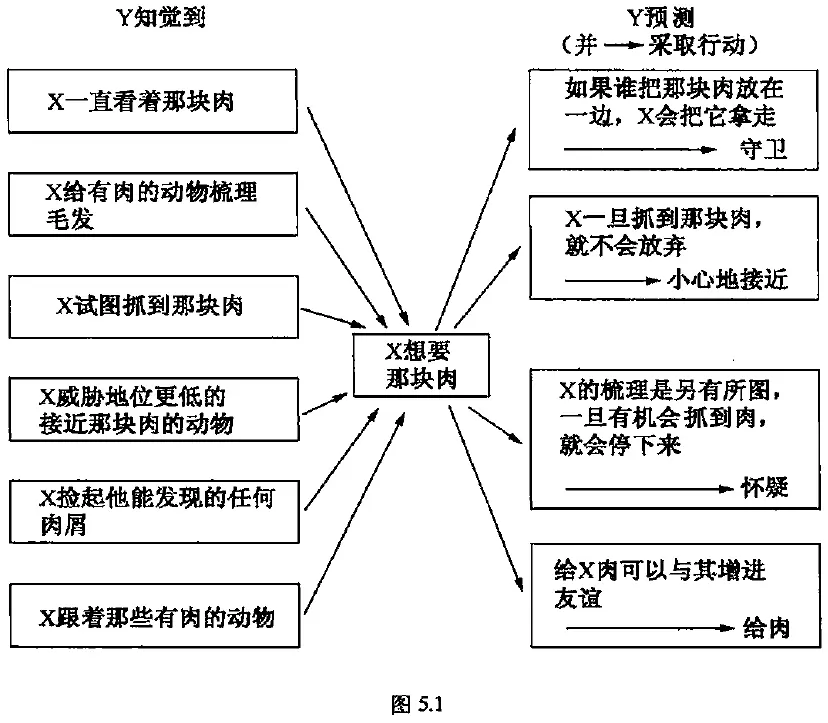 Y知觉到
X一直看着那块肉
X给有肉的动物梳理
毛发
X试图抓到那块肉
X威胁地位更低的
接近那块肉的动物
X捡起他能发现的任何
肉屑
X跟着那些有肉的动物
X想要
那块肉
Y预测
（并→采取行动）
如果谁把那块肉放在
一边，X会把它拿走
→守卫
X一旦抓到那块肉，
就不会放弃
→小心地接近
X的梳理是另有所图，
一旦有机会抓到肉，
就会停下来
→怀疑
给X肉可以与其增进
友谊
→给肉
图 5.1